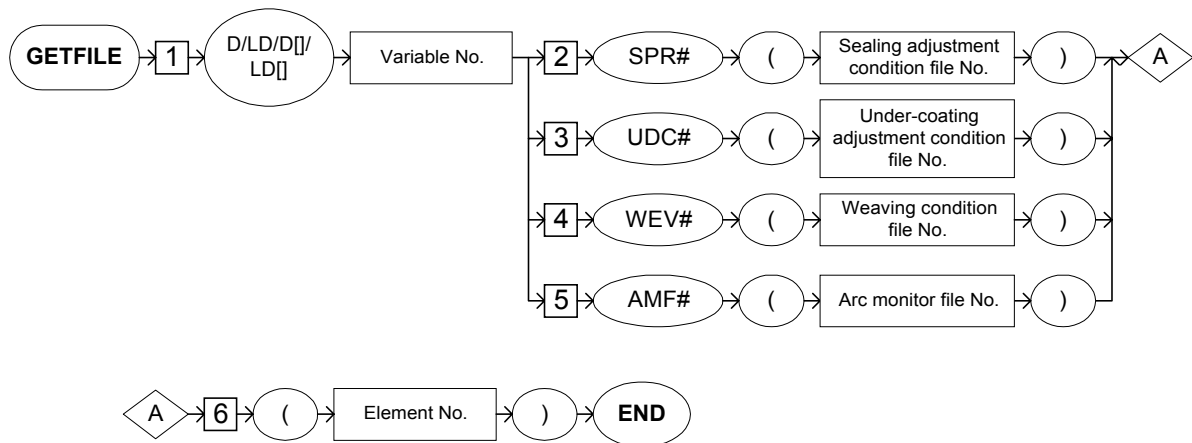 GETFILE 1 D/LD/D[]/
LD[] Variable No. 2 SPR# ( Sealing adjustment
condition file No. ) A
3 UDC# ( Under-coating
adjustment condition
file No. )
4 WEV# ( Weaving condition
file No. )
5 AMF# ( Arc monitor file No. )
A 6 ( Element No. ) END